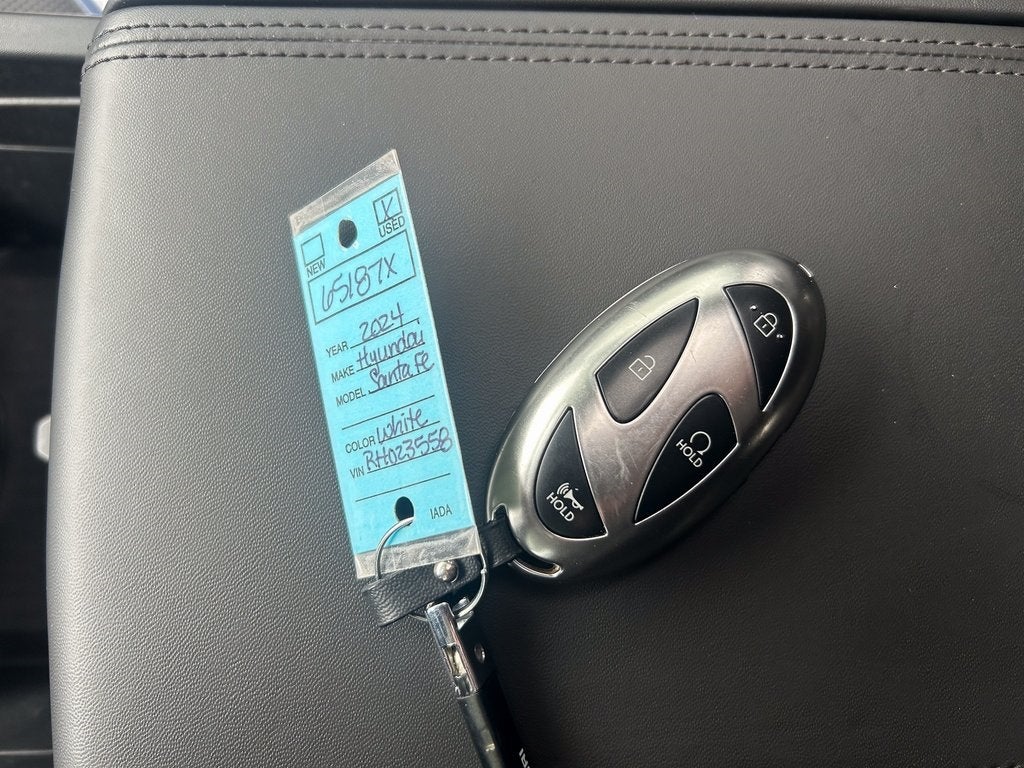 NEW
USED
65187X
YEAR 2024
MAKE Hyundai
MODEL Santa Fe
COLOR White
VIN RH023558
IADA
HOLD
HOLD